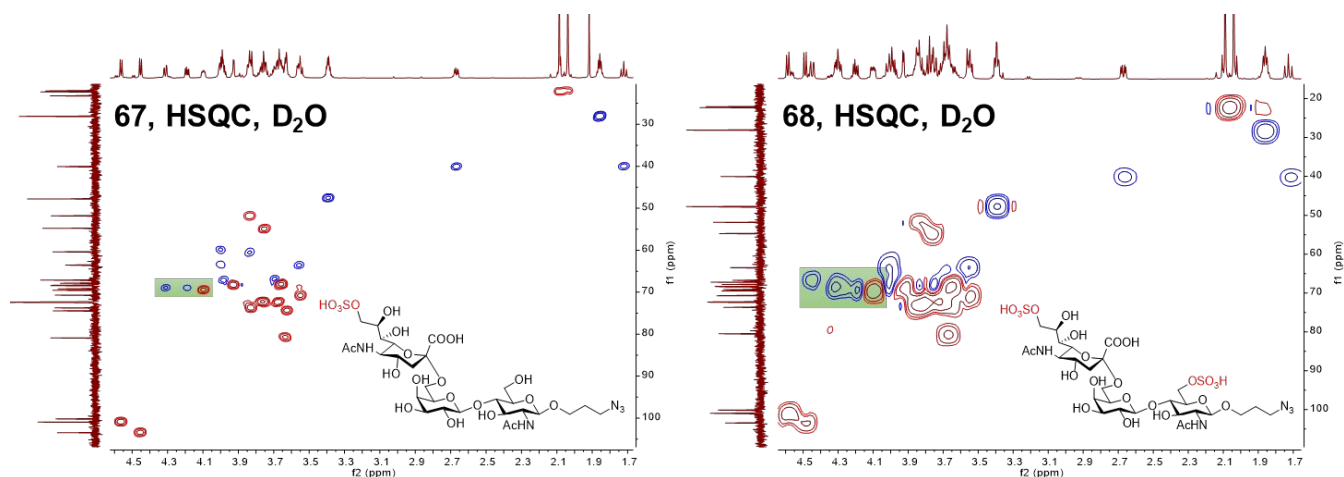 67, HSQC, D₂O
30
40
50
60
70
80
90
100
f1 (ppm)
4.5 4.3 4.1 3.9 3.7 3.5 3.3 3.1 2.9 2.7 2.5 2.3 2.1 1.9 1.7
f2 (ppm)
HO₃SO
OH
OH
COOH
AcHN
O
HO
O
OH
O
OH
HO
O
O
OH
HO
AcHN
O
N₃
68, HSQC, D₂O
20
30
40
50
60
70
80
90
100
f1 (ppm)
4.5 4.3 4.1 3.9 3.7 3.5 3.3 3.1 2.9 2.7 2.5 2.3 2.1 1.9 1.7
f2 (ppm)
HO₃SO
OH
OH
COOH
AcHN
O
HO
O
OH
O
OSO₃H
HO
O
O
OH
HO
AcHN
O
N₃